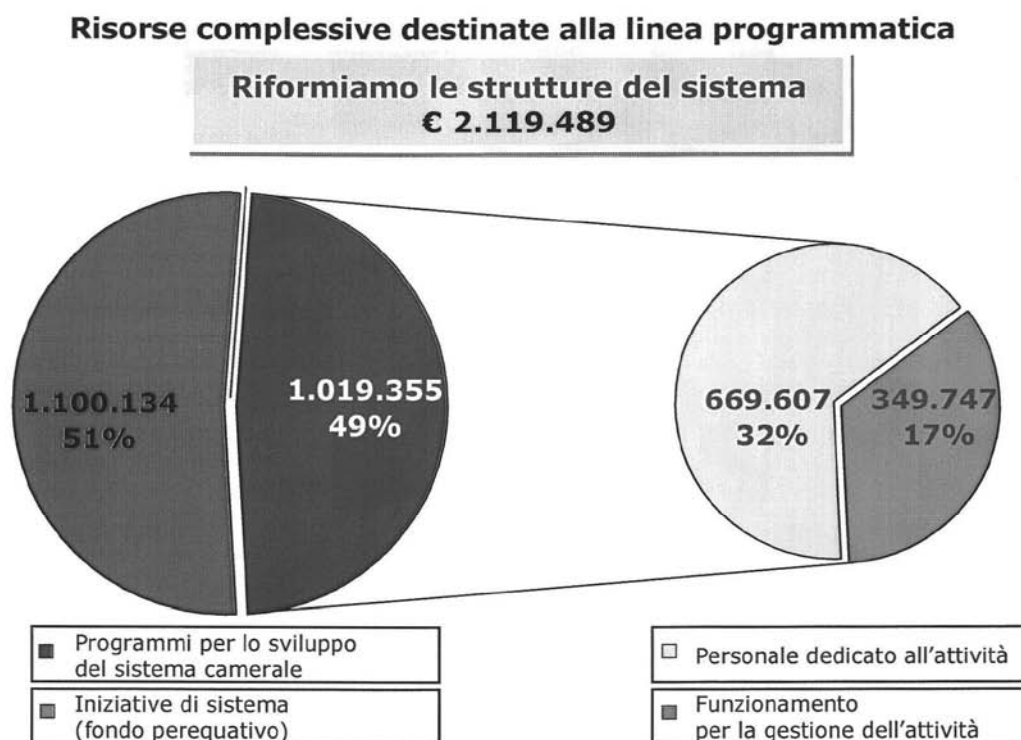 Risorse complessive destinate alla linea programmatica
Riformiamo le strutture del sistema
€ 2.119.489
1.100.134
51%
1.019.355
49%
669.607
32%
349.747
17%
Programmi per lo sviluppo
del sistema camerale
Iniziative di sistema
(fondo perequativo)
Personale dedicato all'attività
Funzionamento
per la gestione dell'attività